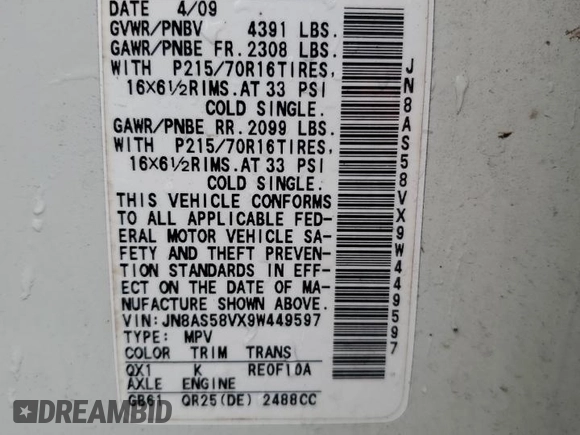 DATE 4/09
GVWR/PNBV 4391 LBS.
GAWR/PNBE FR. 2308 LBS.
WITH P215/70R16TIRES,
16X6½RIMS. AT 33 PSI
COLD SINGLE.
GAWR/PNBE RR. 2099 LBS.
WITH P215/70R16TIRES,
16X6½RIMS. AT 33 PSI
COLD SINGLE.
THIS VEHICLE CONFORMS
TO ALL APPLICABLE FED-
ERAL MOTOR VEHICLE SA-
FETY AND THEFT PREVEN-
TION STANDARDS IN EFF-
ECT ON THE DATE OF MA-
NUFACTURE SHOWN ABOVE.
VIN:JN8AS58VX9W449597
TYPE: MPV
COLOR TRIM TRANS
QX1 K RE0F10A
AXLE ENGINE
GB61 QR25(DE) 2488CC
JN8AS58VX9W449597
DREAMBID